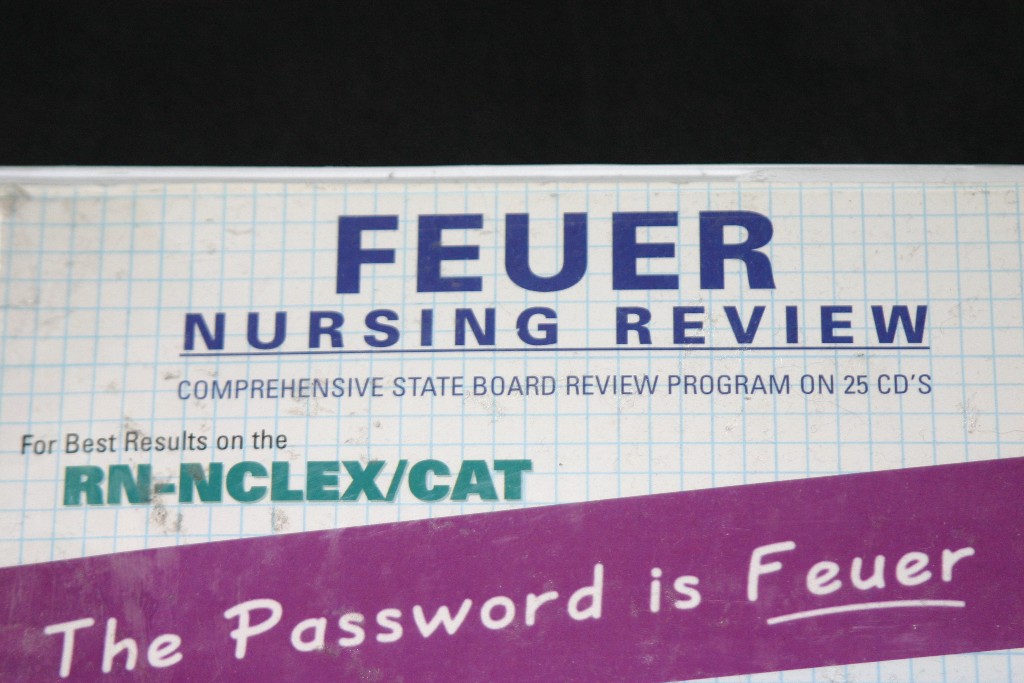 FEUER
NURSING REVIEW
COMPREHENSIVE STATE BOARD REVIEW PROGRAM ON 25 CD'S
For Best Results on the
RN-NCLEX/CAT
The Password is Feuer